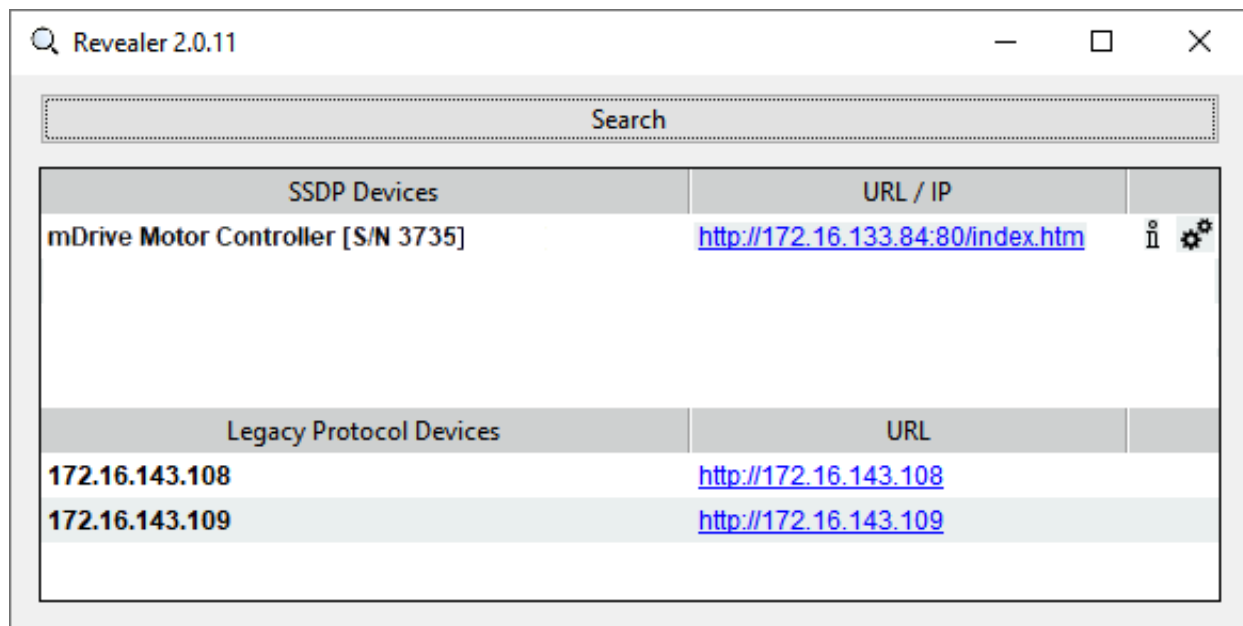 Revealer 2.0.11
Search
SSDP Devices URL / IP
mDrive Motor Controller [S/N 3735] http://172.16.133.84:80/index.htm
Legacy Protocol Devices URL
172.16.143.108 http://172.16.143.108
172.16.143.109 http://172.16.143.109